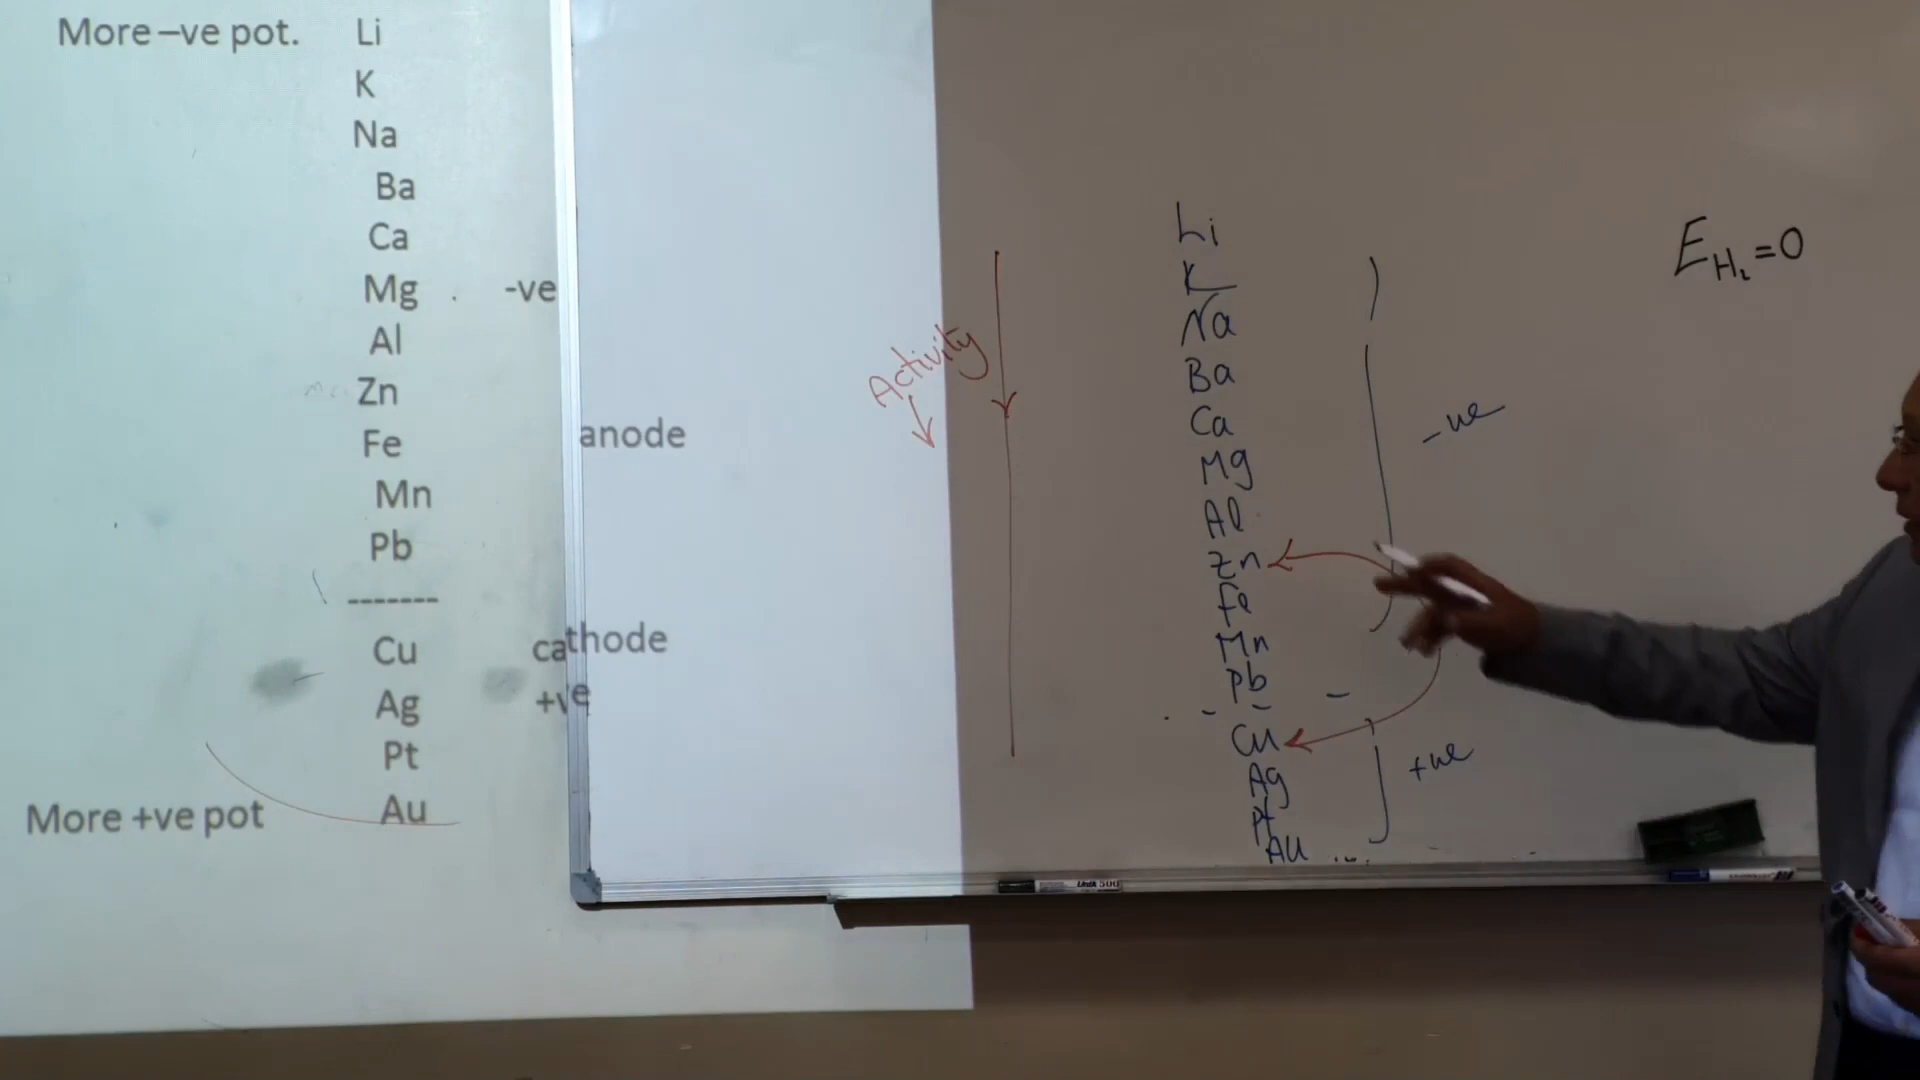 More –ve pot. Li
K
Na
Ba
Ca
Mg -ve
Al
Zn
Fe anode
Mn
Pb
-------
Cu cathode
Ag +ve
Pt
More +ve pot Au
Activity
Li
K
Na
Ba
Ca
Mg
Al
Zn
Fe
Mn
Pb
Cu
Ag
Pt
Au
-ve
+ve
E_H₂ = 0
Unik 500